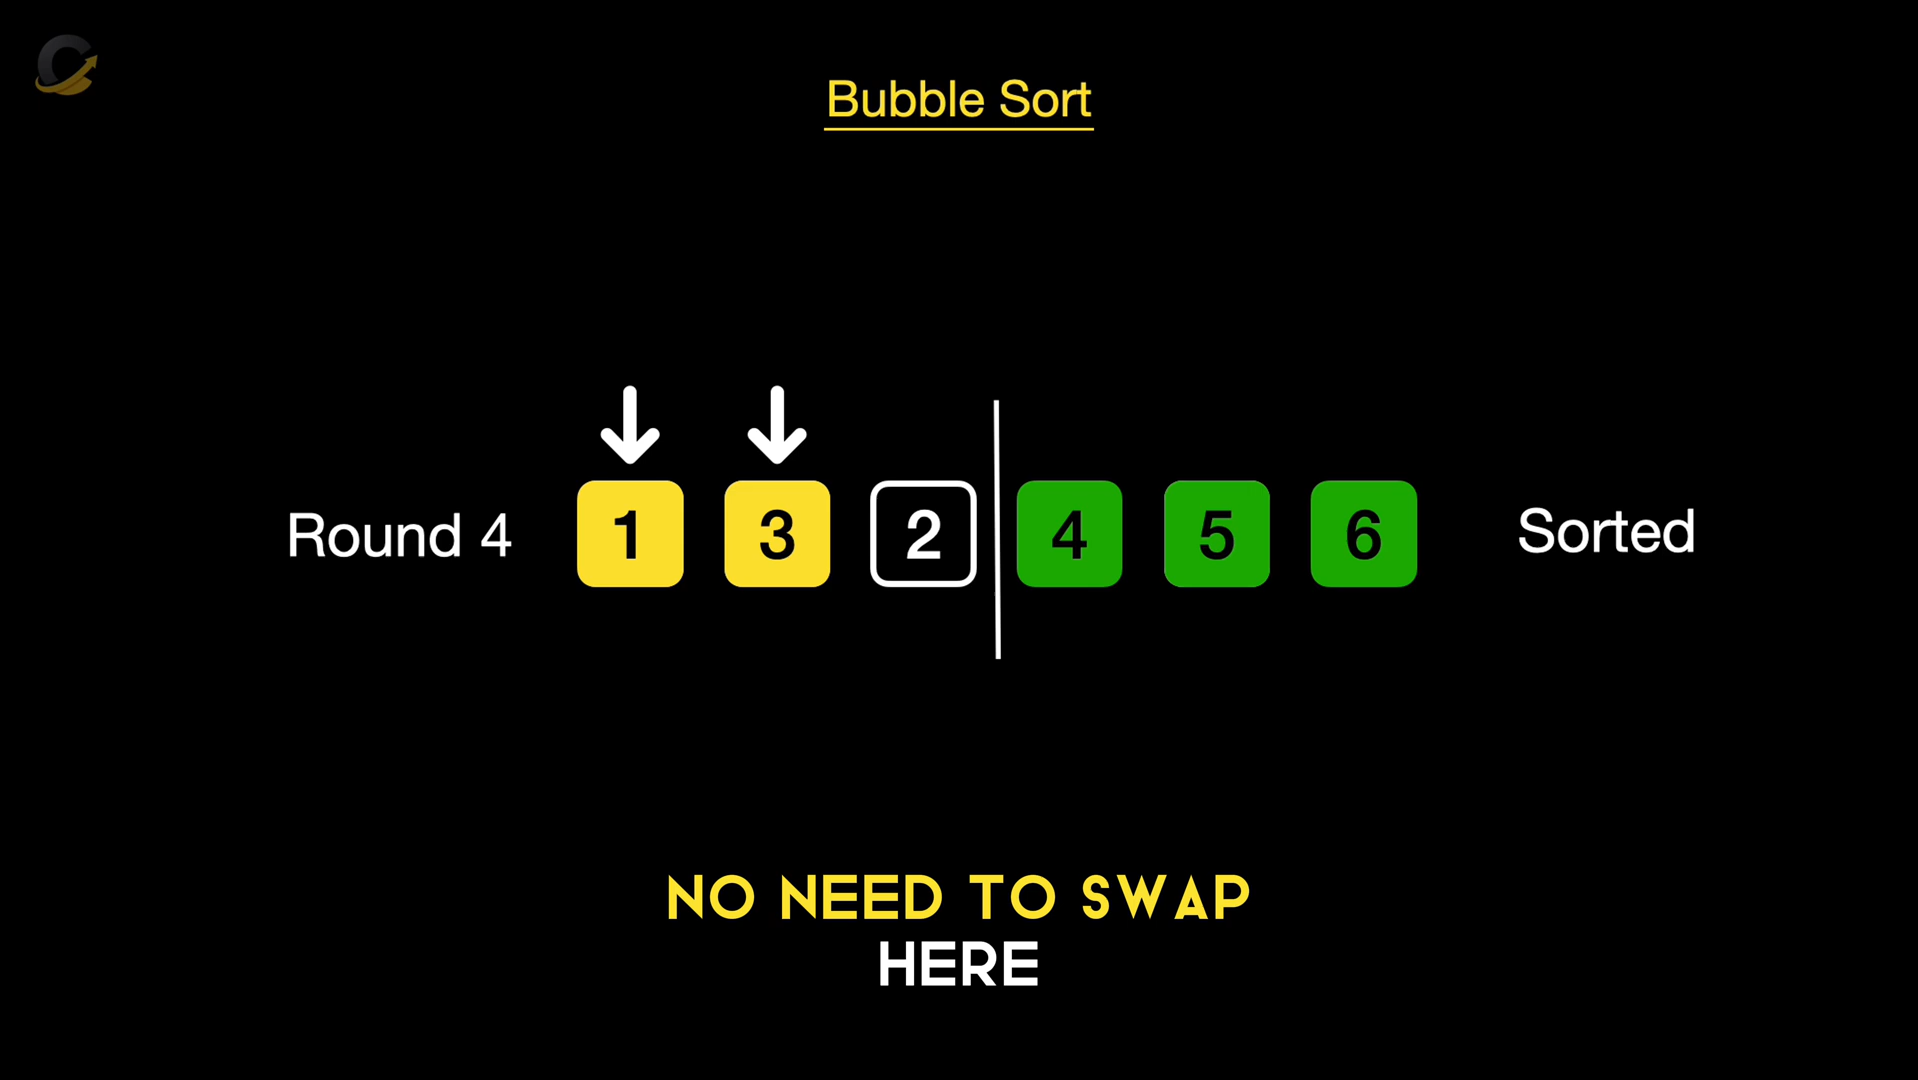 Bubble Sort
Round 4 1 3 2 4 5 6 Sorted
NO NEED TO SWAP
HERE